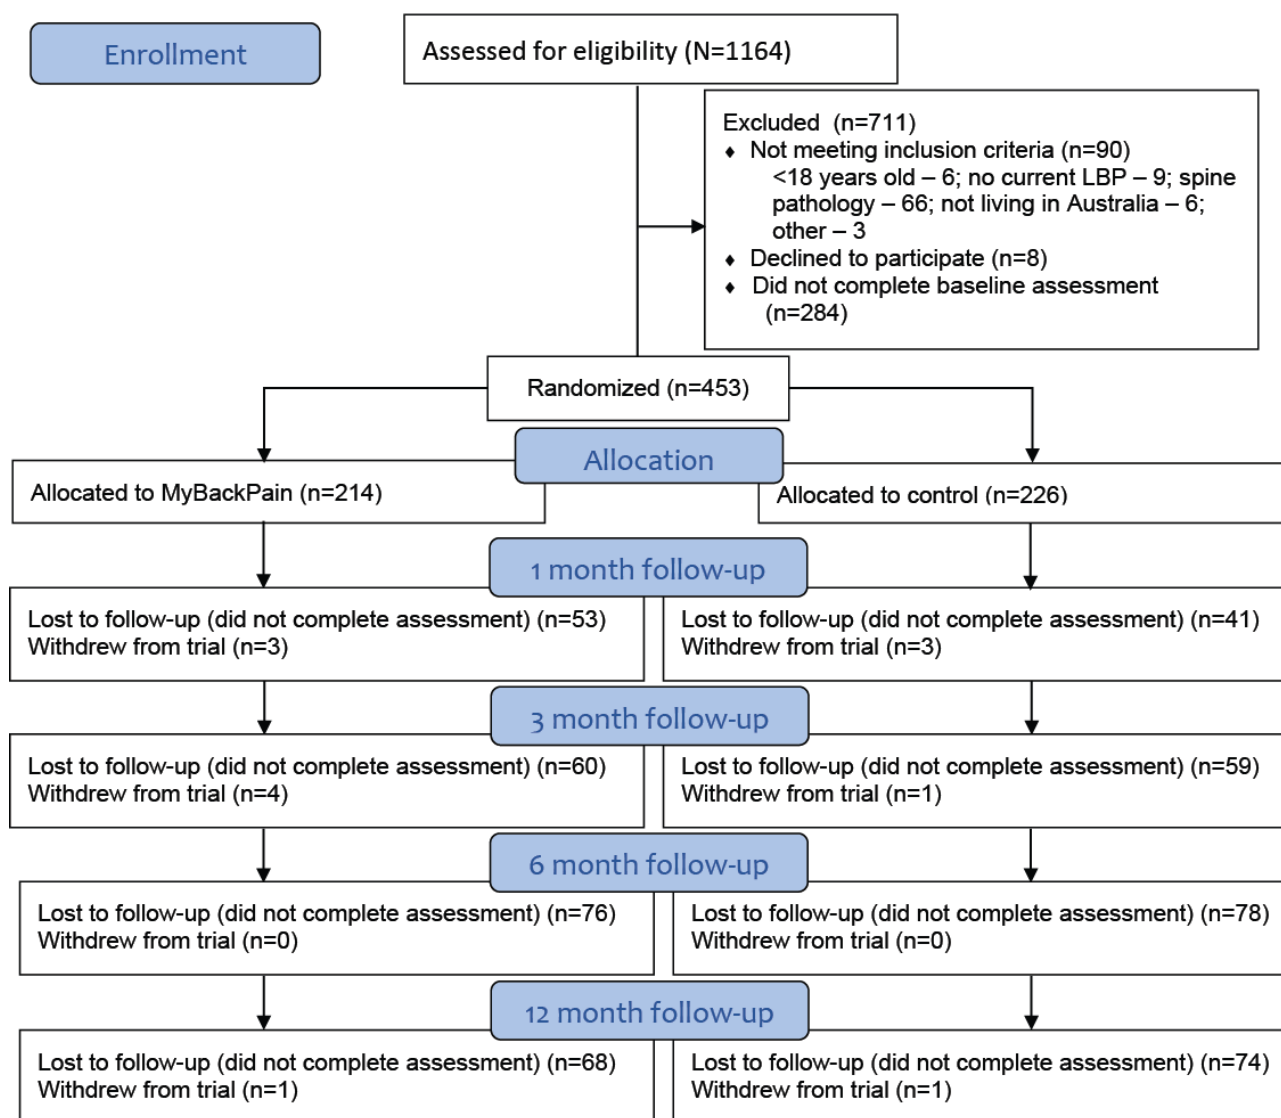 Enrollment
Assessed for eligibility (N=1164)
Excluded (n=711)
♦ Not meeting inclusion criteria (n=90)
<18 years old – 6; no current LBP – 9; spine
pathology – 66; not living in Australia – 6;
other – 3
♦ Declined to participate (n=8)
♦ Did not complete baseline assessment
(n=284)
Randomized (n=453)
Allocation
Allocated to MyBackPain (n=214)
Allocated to control (n=226)
1 month follow-up
Lost to follow-up (did not complete assessment) (n=53)
Withdrew from trial (n=3)
Lost to follow-up (did not complete assessment) (n=41)
Withdrew from trial (n=3)
3 month follow-up
Lost to follow-up (did not complete assessment) (n=60)
Withdrew from trial (n=4)
Lost to follow-up (did not complete assessment) (n=59)
Withdrew from trial (n=1)
6 month follow-up
Lost to follow-up (did not complete assessment) (n=76)
Withdrew from trial (n=0)
Lost to follow-up (did not complete assessment) (n=78)
Withdrew from trial (n=0)
12 month follow-up
Lost to follow-up (did not complete assessment) (n=68)
Withdrew from trial (n=1)
Lost to follow-up (did not complete assessment) (n=74)
Withdrew from trial (n=1)